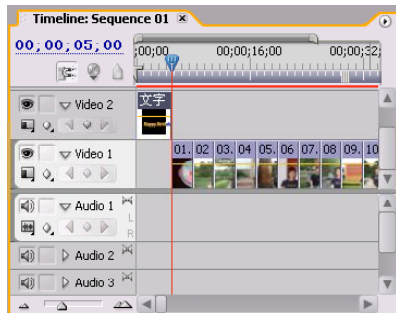 Timeline: Sequence 01
00;00;05;00
;00;00 00;00;16;00 00;00;32;
Video 2
文字
Happy Birthd
Video 1
01. 02 03. 04 05. 06 07. 08 09. 10
Audio 1
L
R
Audio 2
Audio 3